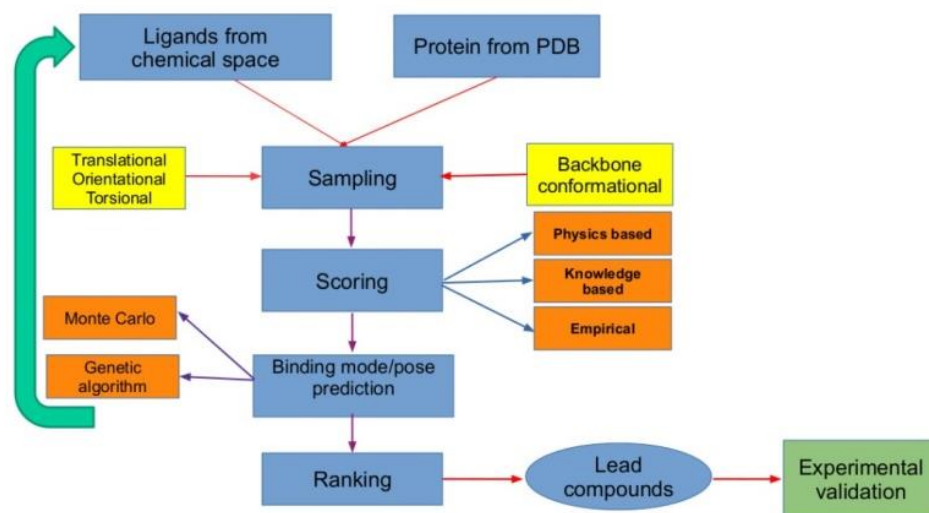 Ligands from
chemical space
Protein from PDB
Translational
Orientational
Torsional
Sampling
Backbone
conformational
Physics based
Scoring
Knowledge
based
Monte Carlo
Empirical
Genetic
algorithm
Binding mode/pose
prediction
Ranking
Lead
compounds
Experimental
validation